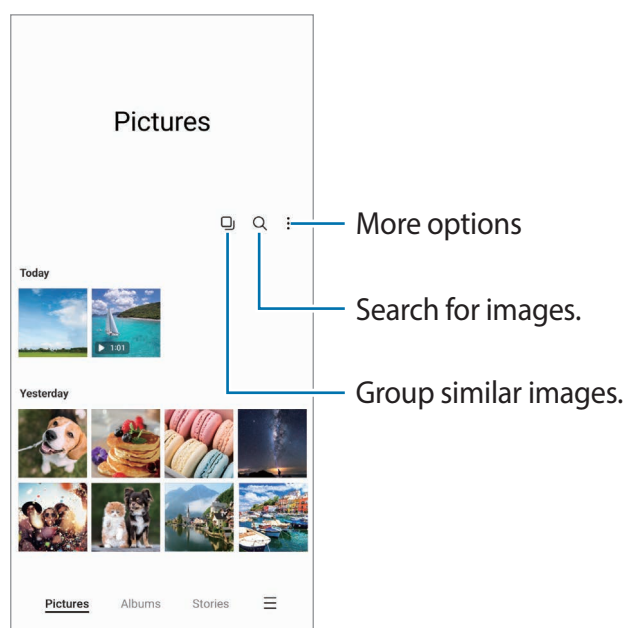 Pictures
More options
Today
Search for images.
1:01
Group similar images.
Yesterday
Pictures Albums Stories